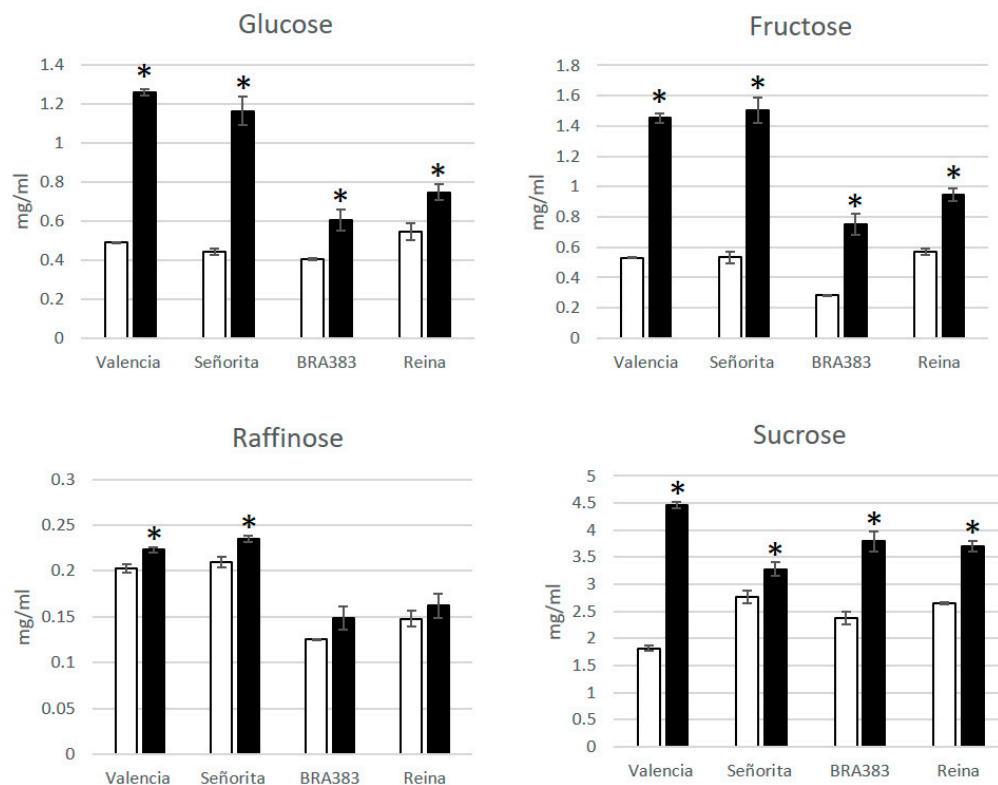 Glucose
1.4
1.2
1
0.8
0.6
0.4
0.2
0
mg/ml
* * * *
Valencia Señorita BRA383 Reina
Fructose
1.8
1.6
1.4
1.2
1
0.8
0.6
0.4
0.2
0
mg/ml
* * * *
Valencia Señorita BRA383 Reina
Raffinose
0.3
0.25
0.2
0.15
0.1
0.05
0
mg/ml
* *
Valencia Señorita BRA383 Reina
Sucrose
5
4.5
4
3.5
3
2.5
2
1.5
1
0.5
0
mg/ml
* * * *
Valencia Señorita BRA383 Reina